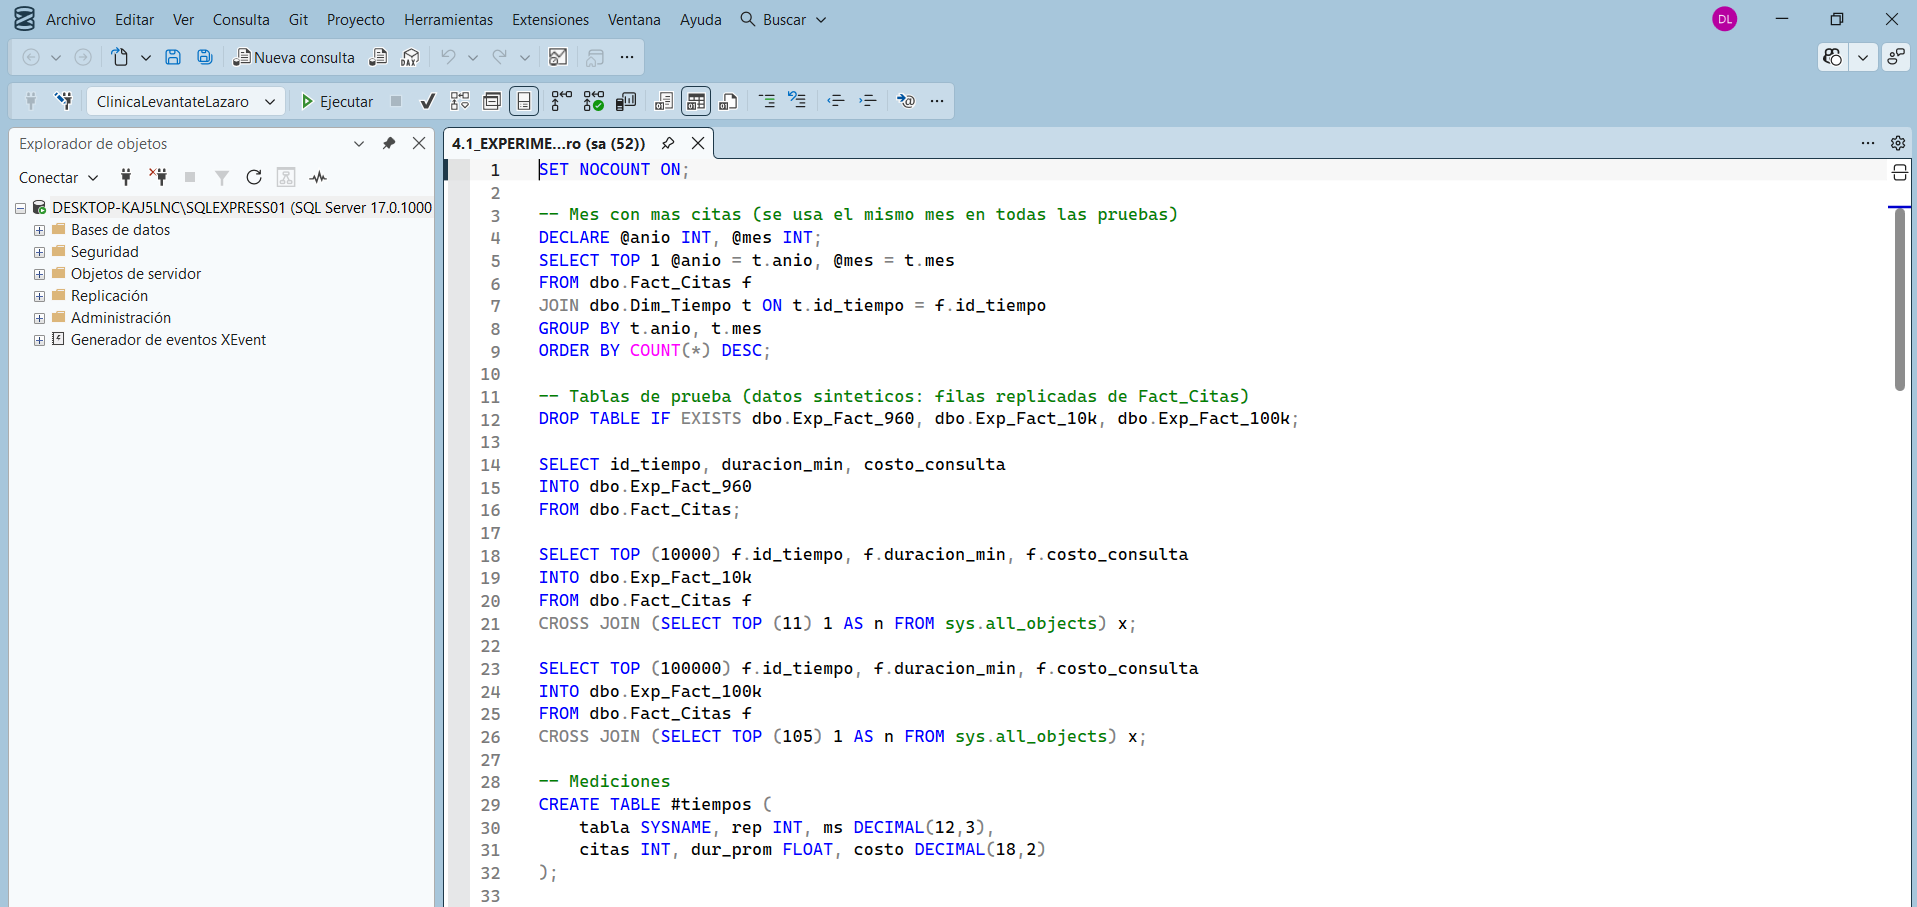 Archivo Editar Ver Consulta Git Proyecto Herramientas Extensiones Ventana Ayuda Buscar DL
Nueva consulta DAX
ClinicaLevantateLazaro Ejecutar
Explorador de objetos
4.1_EXPERIME...ro (sa (52))
Conectar
DESKTOP-KAJ5LNC\SQLEXPRESS01 (SQL Server 17.0.1000
Bases de datos
Seguridad
Objetos de servidor
Replicación
Administración
Generador de eventos XEvent
1 SET NOCOUNT ON;
2
3 -- Mes con mas citas (se usa el mismo mes en todas las pruebas)
4 DECLARE @anio INT, @mes INT;
5 SELECT TOP 1 @anio = t.anio, @mes = t.mes
6 FROM dbo.Fact_Citas f
7 JOIN dbo.Dim_Tiempo t ON t.id_tiempo = f.id_tiempo
8 GROUP BY t.anio, t.mes
9 ORDER BY COUNT(*) DESC;
10
11 -- Tablas de prueba (datos sinteticos: filas replicadas de Fact_Citas)
12 DROP TABLE IF EXISTS dbo.Exp_Fact_960, dbo.Exp_Fact_10k, dbo.Exp_Fact_100k;
13
14 SELECT id_tiempo, duracion_min, costo_consulta
15 INTO dbo.Exp_Fact_960
16 FROM dbo.Fact_Citas;
17
18 SELECT TOP (10000) f.id_tiempo, f.duracion_min, f.costo_consulta
19 INTO dbo.Exp_Fact_10k
20 FROM dbo.Fact_Citas f
21 CROSS JOIN (SELECT TOP (11) 1 AS n FROM sys.all_objects) x;
22
23 SELECT TOP (100000) f.id_tiempo, f.duracion_min, f.costo_consulta
24 INTO dbo.Exp_Fact_100k
25 FROM dbo.Fact_Citas f
26 CROSS JOIN (SELECT TOP (105) 1 AS n FROM sys.all_objects) x;
27
28 -- Mediciones
29 CREATE TABLE #tiempos (
30 tabla SYSNAME, rep INT, ms DECIMAL(12,3),
31 citas INT, dur_prom FLOAT, costo DECIMAL(18,2)
32 );
33